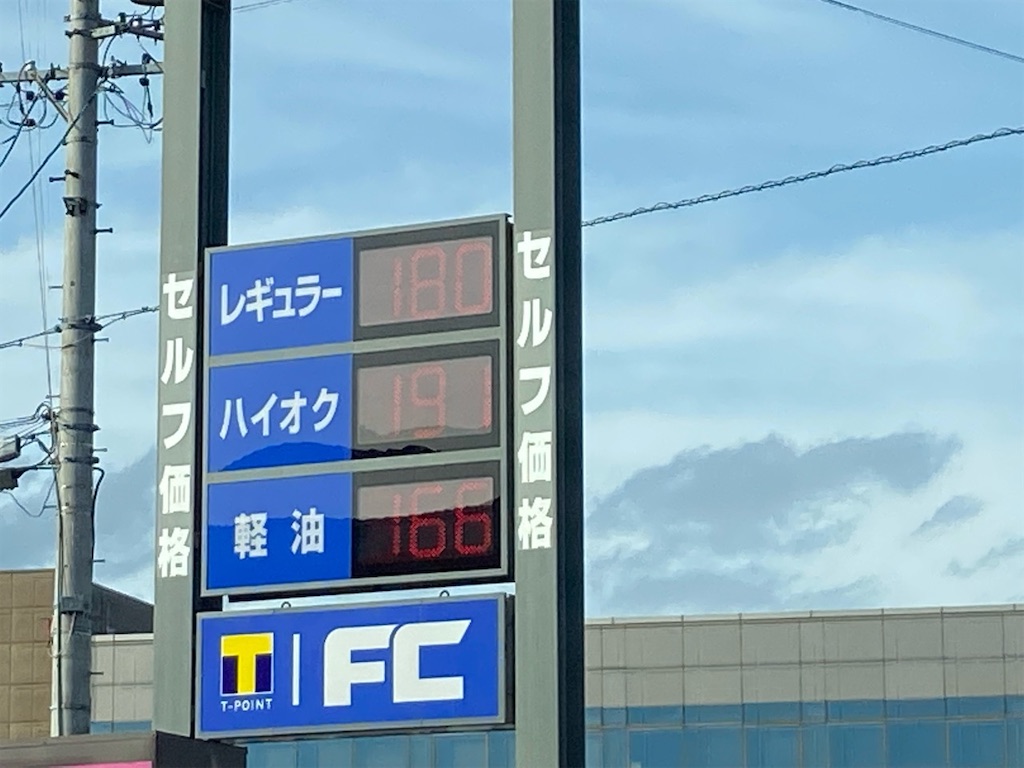 セルフ価格
レギュラー 180
ハイオク 191
軽油 166
セルフ価格
T
T-POINT
FC